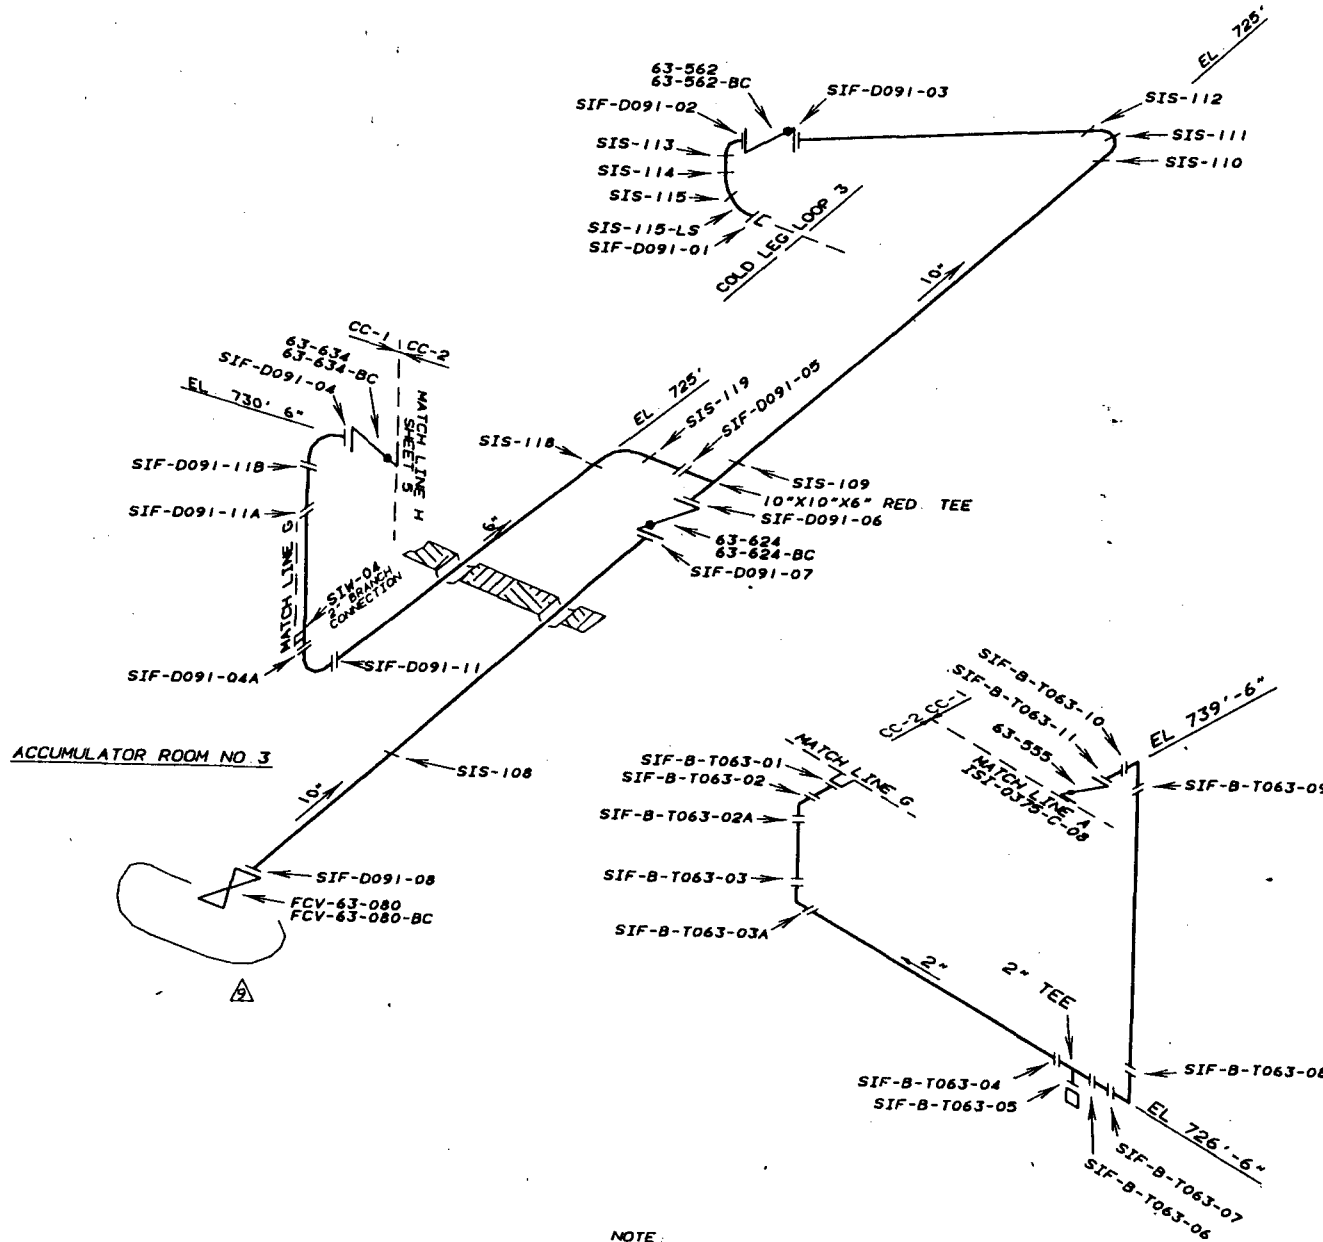 EL 725'
63-562
63-562-BC
SIF-D091-02
SIF-D091-03
SIS-112
SIS-111
SIS-110
SIS-113
SIS-114
SIS-115
SIS-115-LS
SIF-D091-01
COLD LEG LOOP 3
10"
CC-1
CC-2
63-634
63-634-BC
SIF-D091-04
EL 730' 6"
MATCH LINE H
SHEET 5
EL 725'
SIS-119
SIF-D091-05
SIS-118
SIF-D091-11B
SIF-D091-11A
SIS-109
10"X10"X6" RED. TEE
SIF-D091-06
63-624
63-624-BC
SIF-D091-07
6"
MATCH LINE G
SIW-04
2" BRANCH
CONNECTION
SIF-D091-04A
SIF-D091-11
ACCUMULATOR ROOM NO. 3
SIS-108
10"
SIF-D091-08
FCV-63-080
FCV-63-080-BC
9
SIF-B-T063-10
SIF-B-T063-11
63-555
CC-2
CC-1
EL 739'-6"
MATCH LINE A
ISI-0375-C-08
SIF-B-T063-09
MATCH LINE G
SIF-B-T063-01
SIF-B-T063-02
SIF-B-T063-02A
SIF-B-T063-03
SIF-B-T063-03A
2"
2" TEE
SIF-B-T063-04
SIF-B-T063-05
SIF-B-T063-08
EL 726'-6"
SIF-B-T063-07
SIF-B-T063-06
NOTE: